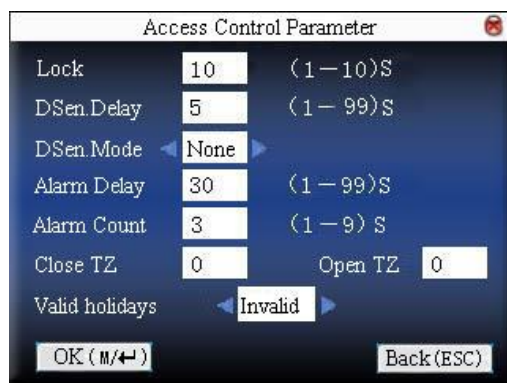 Access Control Parameter
Lock 10 (1—10)S
DSen.Delay 5 (1— 99)S
DSen.Mode None
Alarm Delay 30 (1—99)S
Alarm Count 3 (1—9) S
Close TZ 0 Open TZ 0
Valid holidays Invalid
OK(M/↵) Back(ESC)